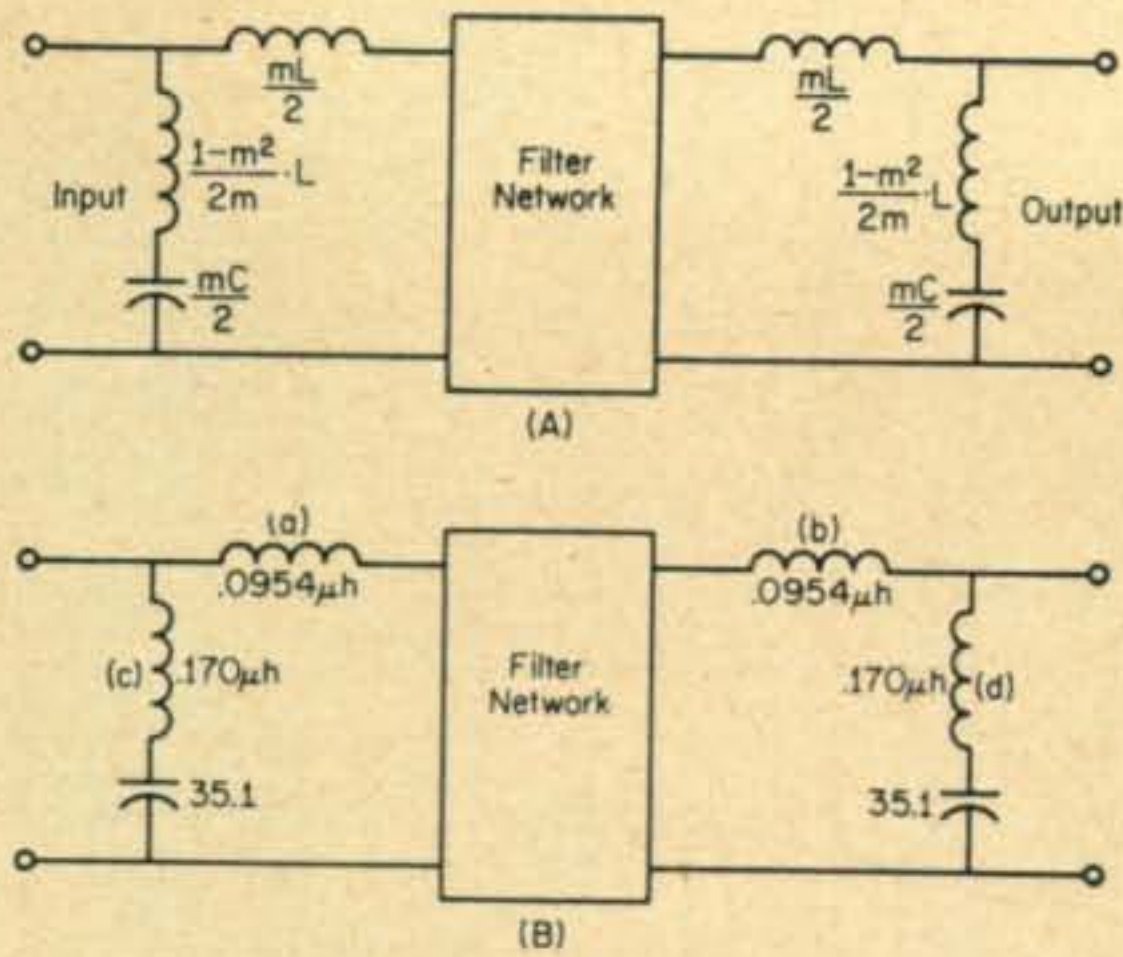 mL
2
mL
2
Filter
Network
1-m²
2m ·L
1-m²
2m ·L
Input
Output
mC
2
mC
2
(A)
(a)
(b)
.0954µh
.0954µh
Filter
Network
(c)
.170µh
.170µh
(d)
35.1
35.1
(B)